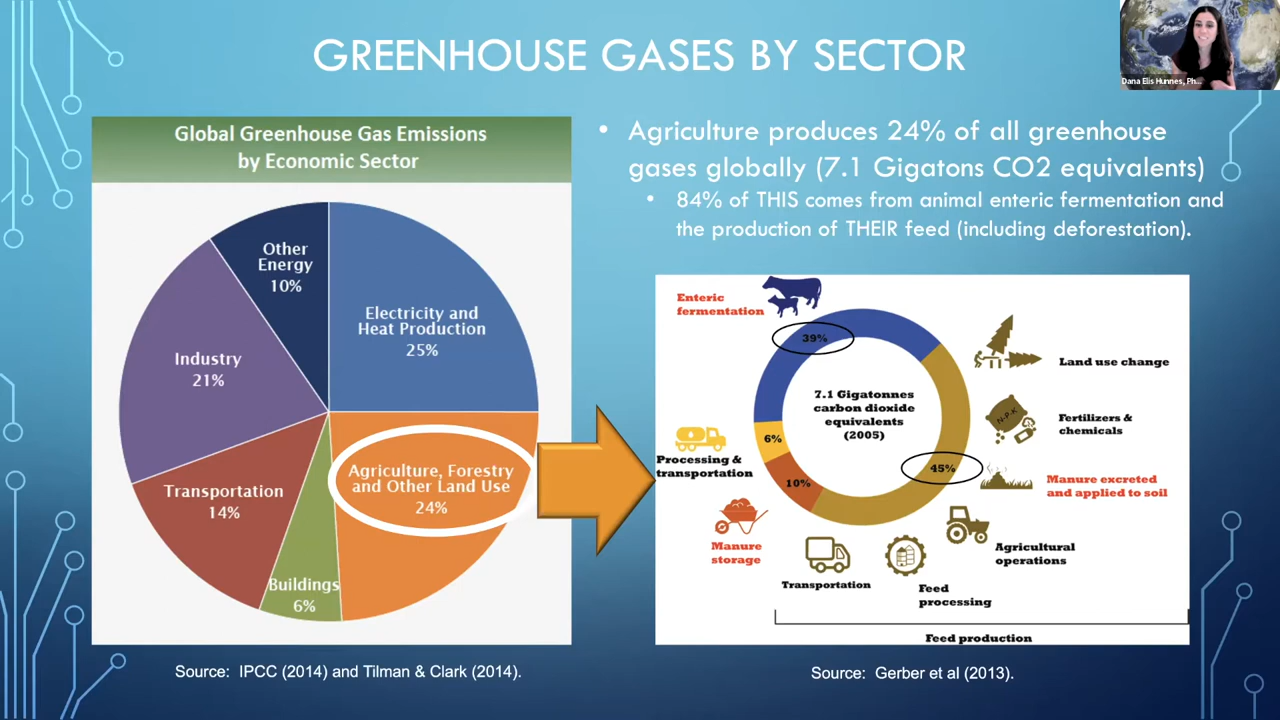 GREENHOUSE GASES BY SECTOR
Dana Elis Hunnes, Ph...
Global Greenhouse Gas Emissions
by Economic Sector
Other
Energy
10%
Electricity and
Heat Production
25%
Industry
21%
Agriculture, Forestry
and Other Land Use
24%
Transportation
14%
Buildings
6%
Source: IPCC (2014) and Tilman & Clark (2014).
• Agriculture produces 24% of all greenhouse
gases globally (7.1 Gigatons CO2 equivalents)
• 84% of THIS comes from animal enteric fermentation and
the production of THEIR feed (including deforestation).
Enteric
fermentation
39%
Land use change
7.1 Gigatonnes
carbon dioxide
equivalents
(2005)
N-P-K
Fertilizers &
chemicals
6%
Processing &
transportation
45%
Manure excreted
and applied to soil
10%
Manure
storage
Agricultural
operations
Transportation
Feed
processing
Feed production
Source: Gerber et al (2013).